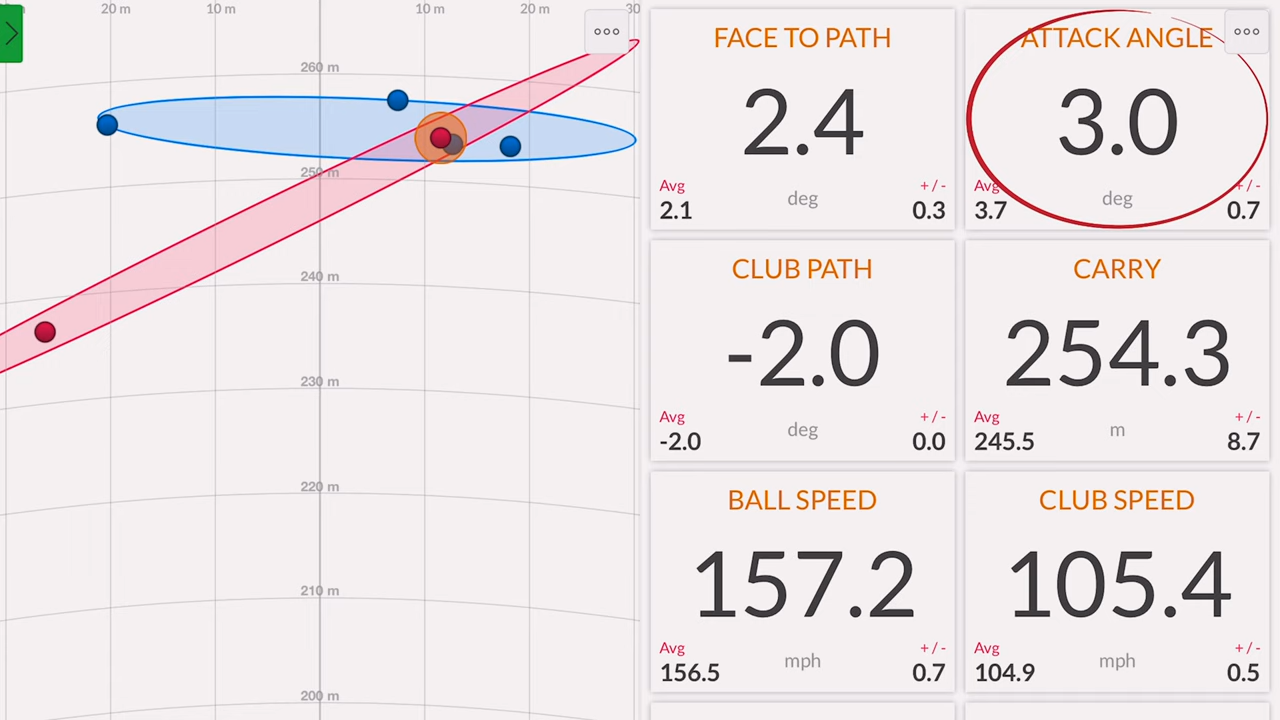 20 m
10 m
10 m
20 m
30
260 m
250 m
240 m
230 m
220 m
210 m
200 m
FACE TO PATH
2.4
Avg
deg
+ / -
2.1
0.3
ATTACK ANGLE
3.0
Avg
deg
+ / -
3.7
0.7
CLUB PATH
-2.0
Avg
deg
+ / -
-2.0
0.0
CARRY
254.3
Avg
m
+ / -
245.5
8.7
BALL SPEED
157.2
Avg
mph
+ / -
156.5
0.7
CLUB SPEED
105.4
Avg
mph
+ / -
104.9
0.5